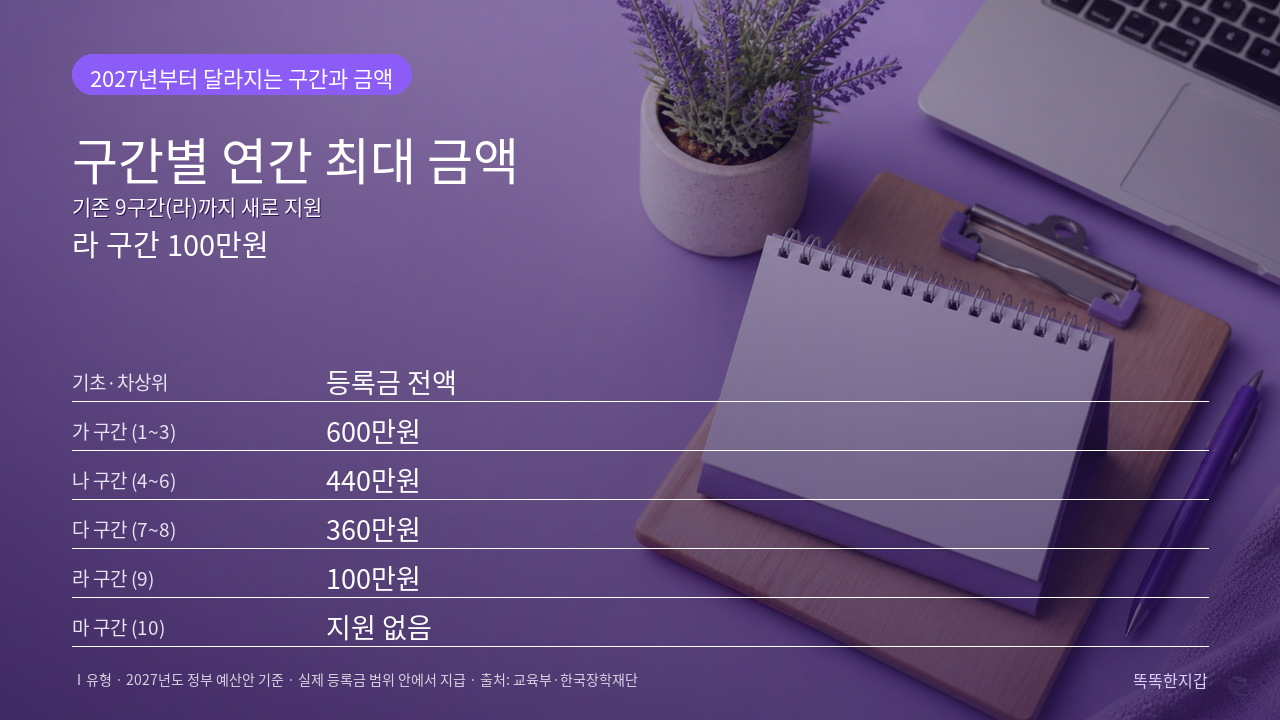 2027년부터 달라지는 구간과 금액
구간별 연간 최대 금액
기존 9구간(라)까지 새로 지원
라 구간 100만원
기초·차상위 등록금 전액
가 구간 (1~3) 600만원
나 구간 (4~6) 440만원
다 구간 (7~8) 360만원
라 구간 (9) 100만원
마 구간 (10) 지원 없음
Ⅰ유형 · 2027년도 정부 예산안 기준 · 실제 등록금 범위 안에서 지급 · 출처: 교육부·한국장학재단
똑똑한지갑